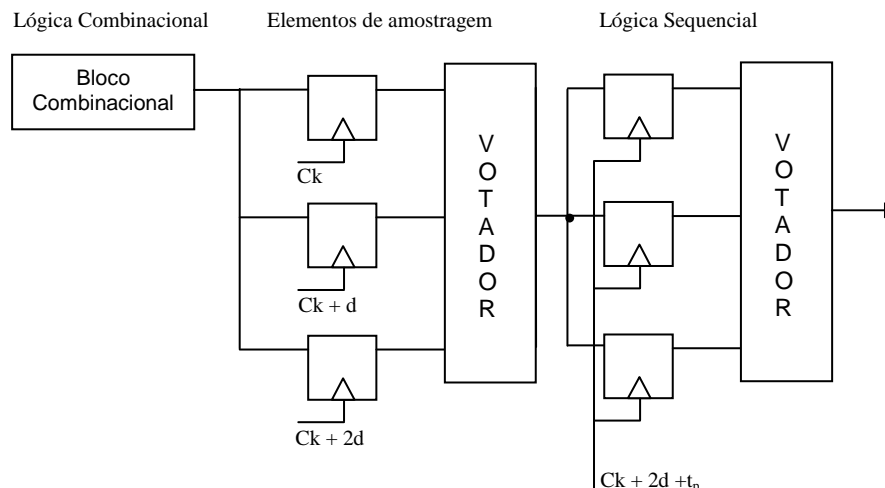 Lógica Combinacional
Elementos de amostragem
Lógica Sequencial
Bloco
Combinacional
Ck
Ck + d
Ck + 2d
V
O
T
A
D
O
R
V
O
T
A
D
O
R
Ck + 2d +tₚ